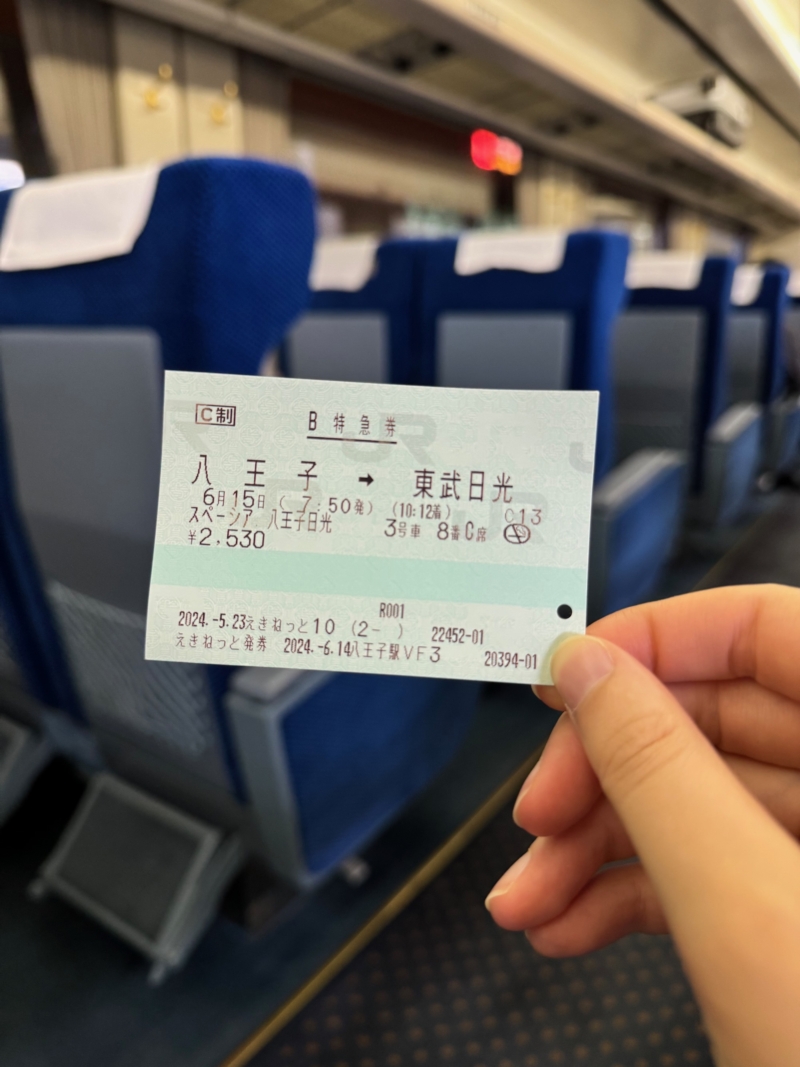 C制
B特急券
八王子 → 東武日光
6月15日 ( 7:50発) (10:12着) C13
スペーシア 八王子日光 3号車 8番C席
¥2,530
R001
2024.-5.23えきねっと10 (2- ) 22452-01
えきねっと発券 2024.-6.14八王子駅VF3 20394-01